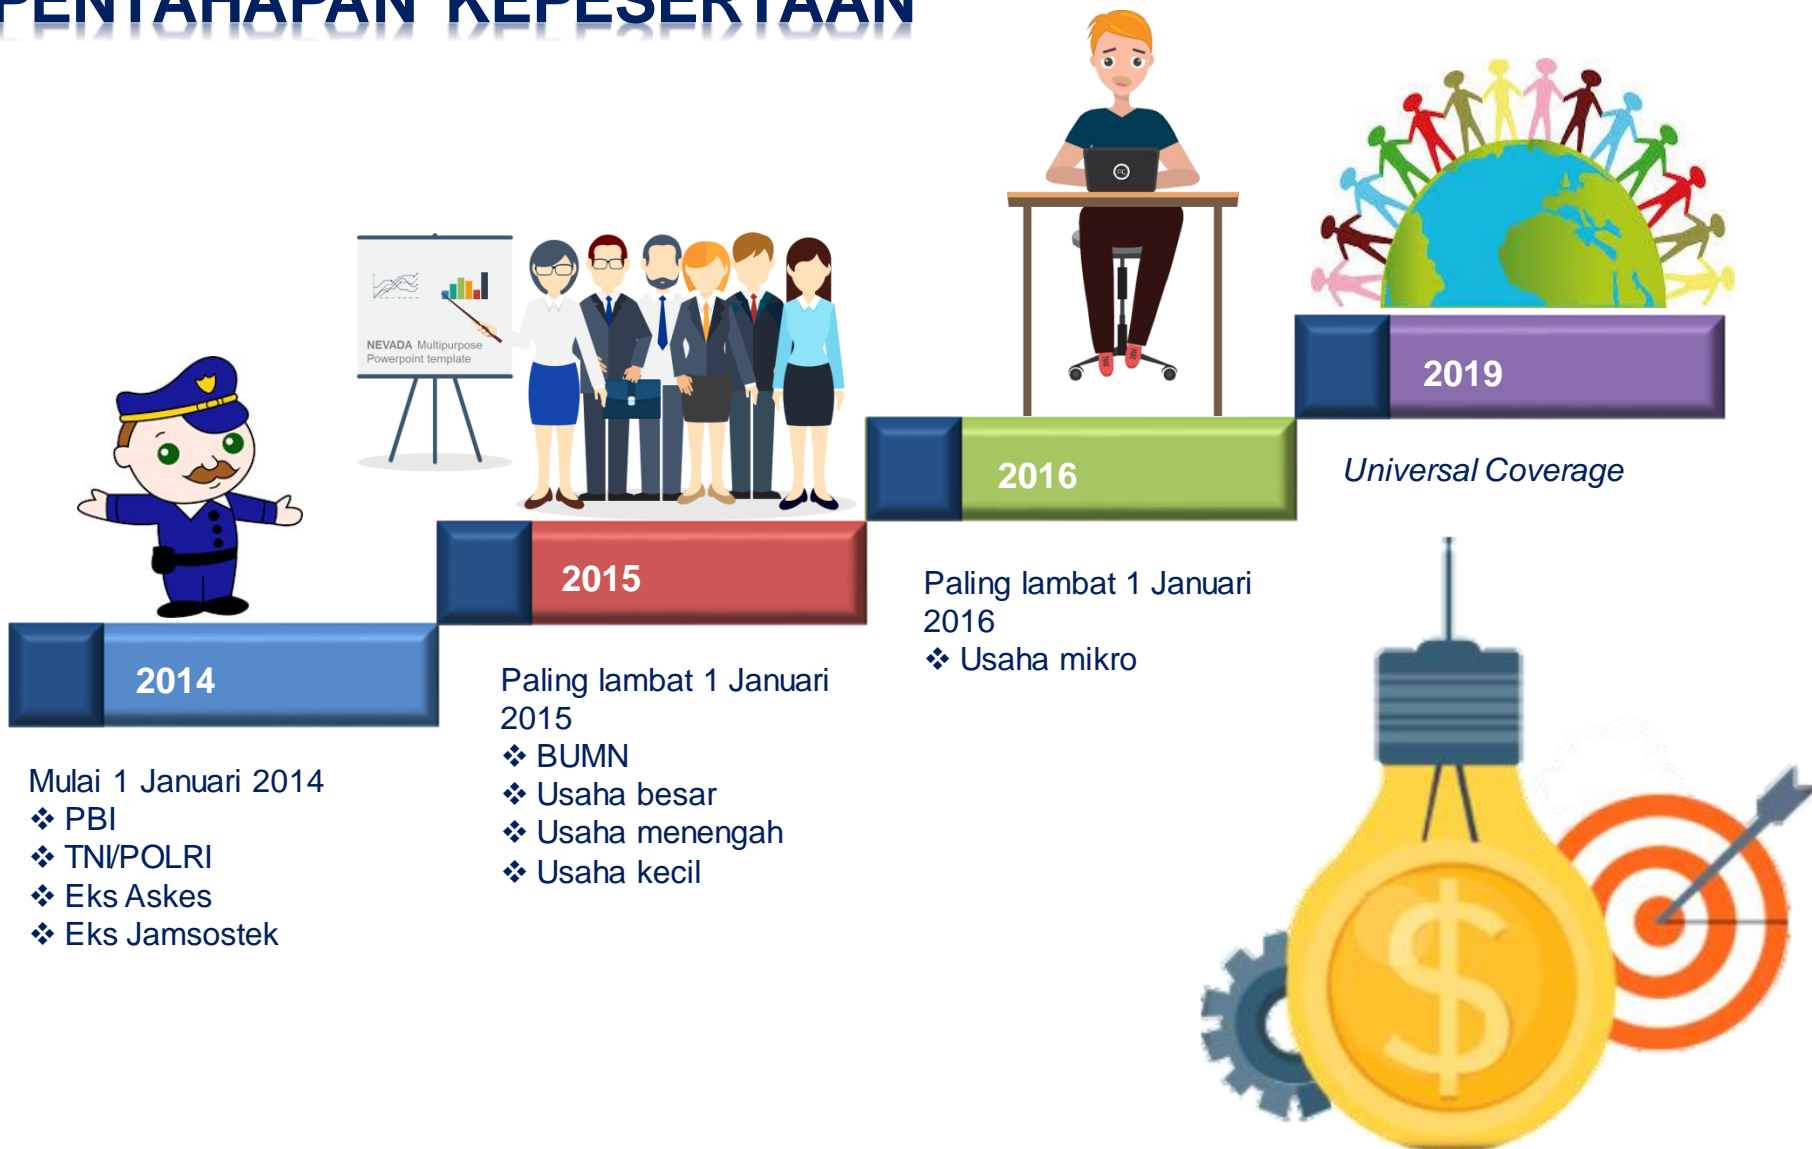 PENTAHAPAN KEPESERTAAN
NEVADA Multipurpose
Powerpoint template
2019
Universal Coverage
2016
Paling lambat 1 Januari
2016
❖ Usaha mikro
2015
Paling lambat 1 Januari
2015
❖ BUMN
❖ Usaha besar
❖ Usaha menengah
❖ Usaha kecil
2014
Mulai 1 Januari 2014
❖ PBI
❖ TNI/POLRI
❖ Eks Askes
❖ Eks Jamsostek